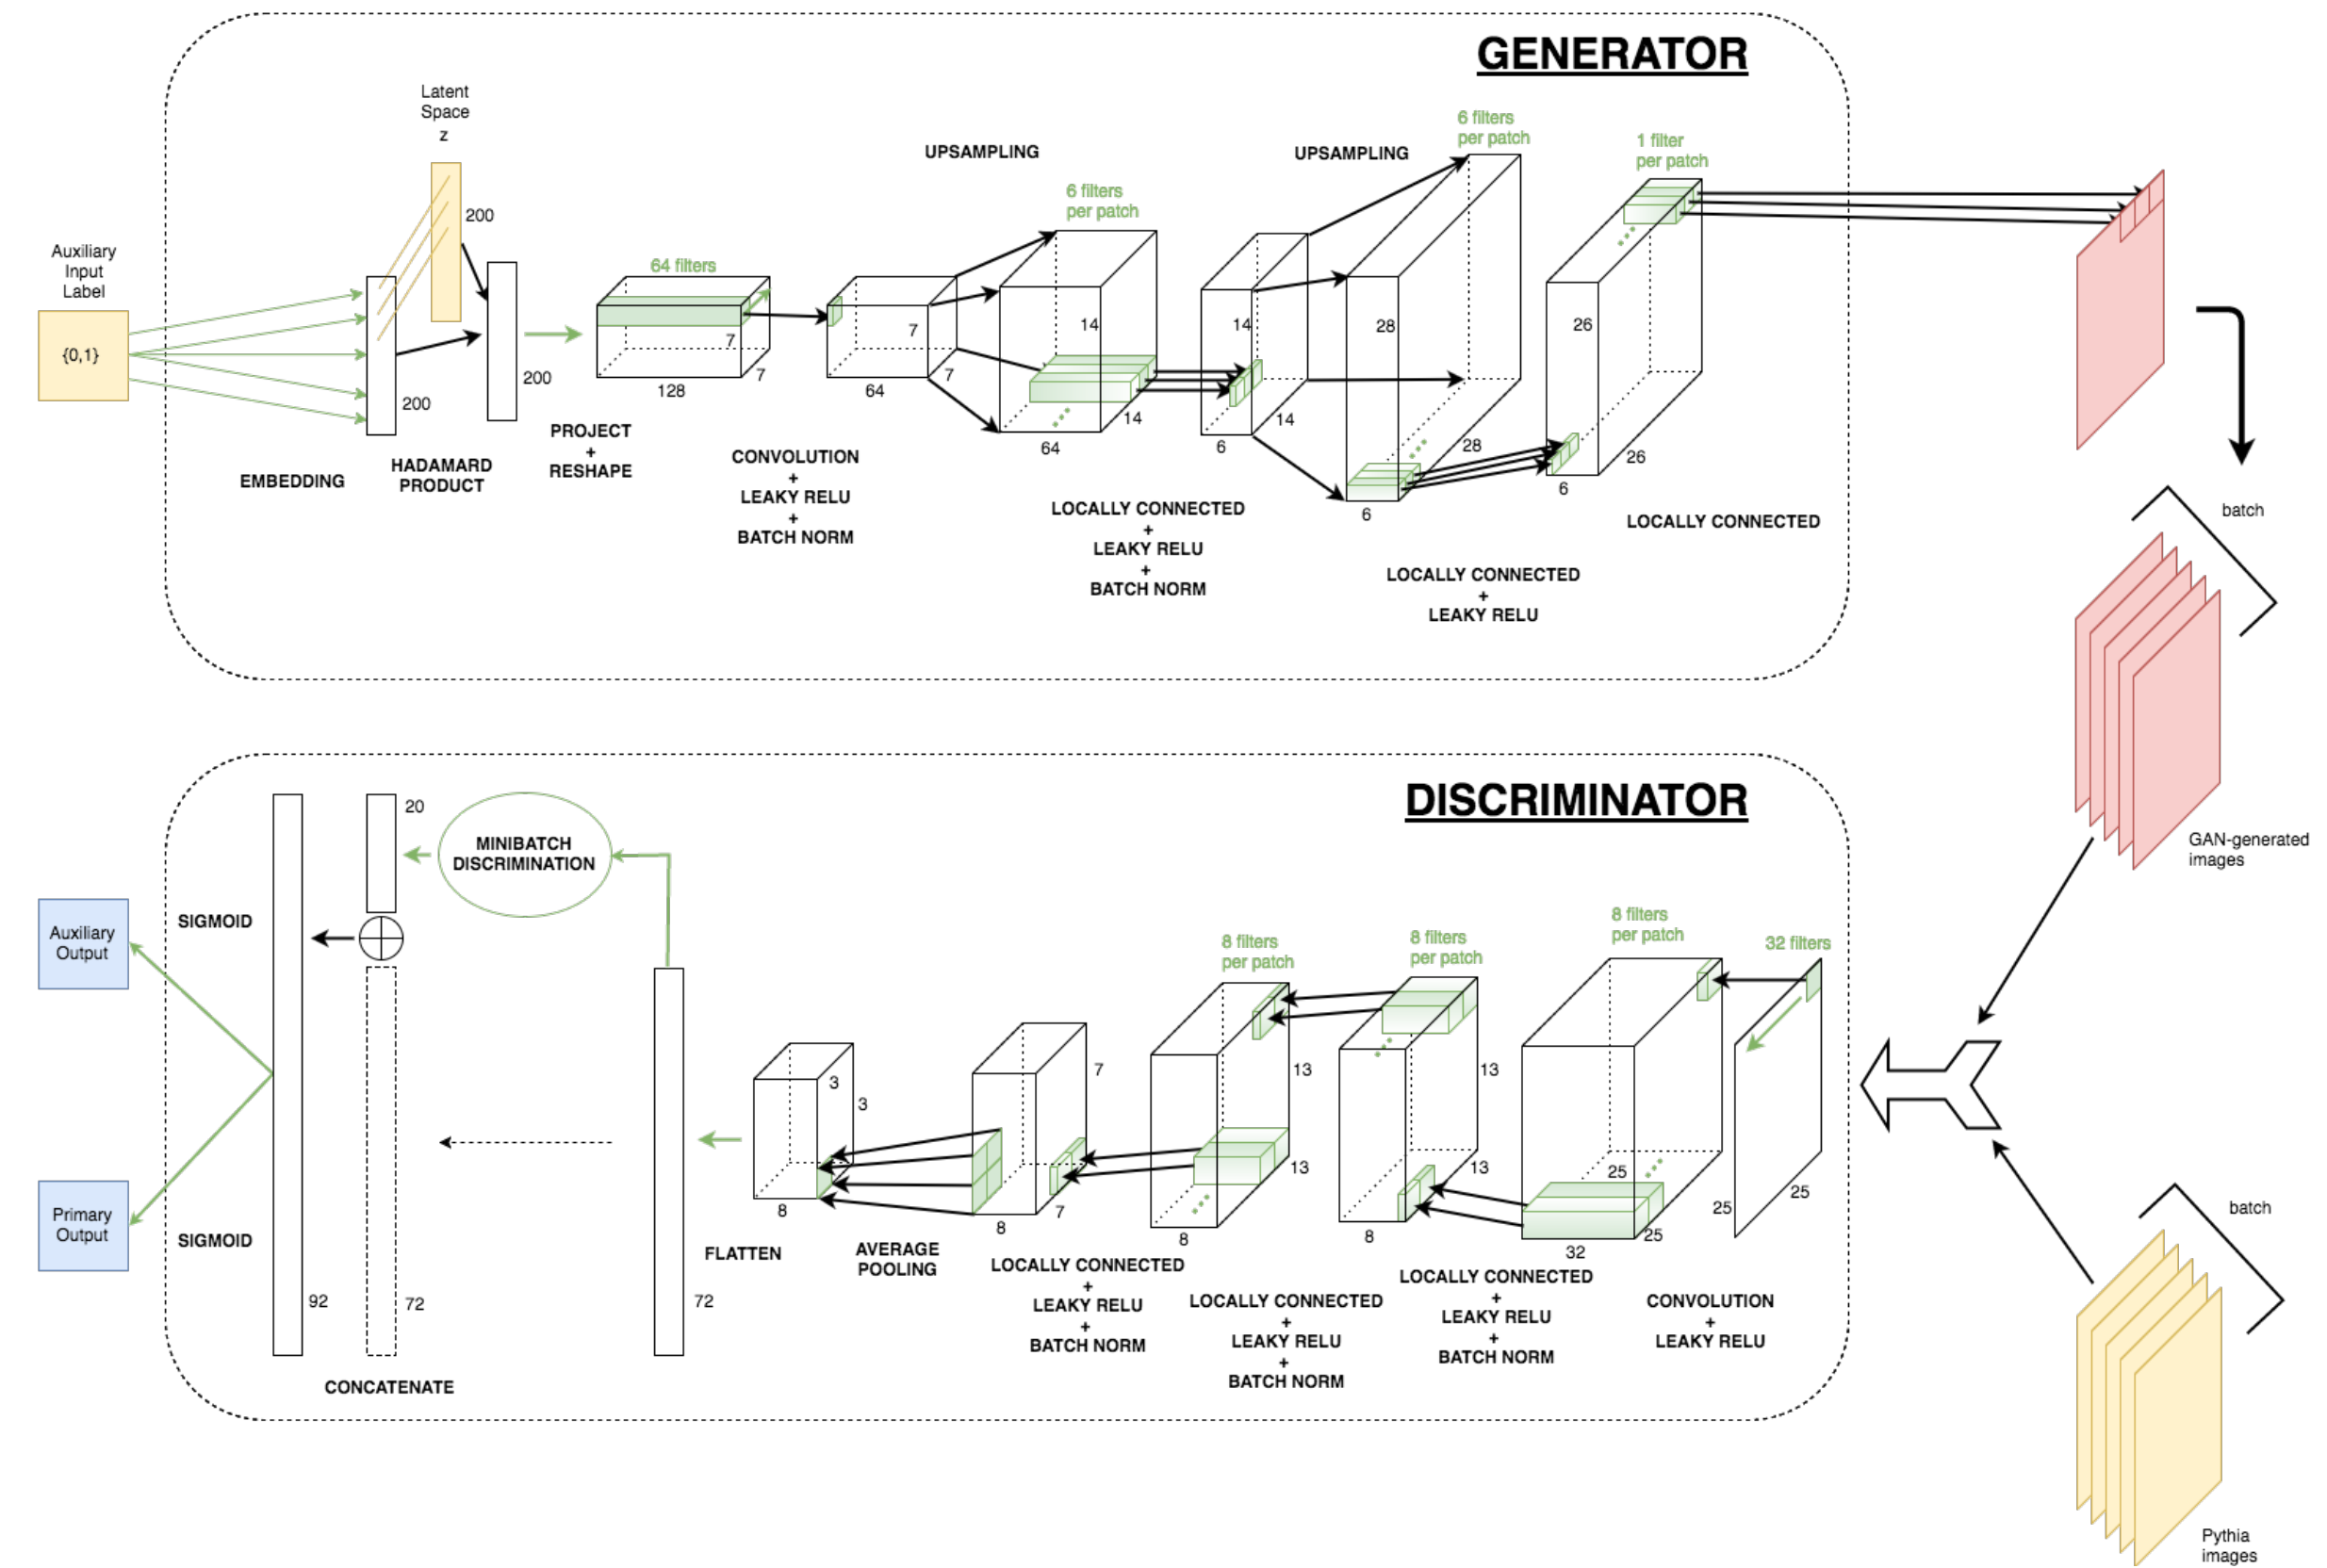 GENERATOR
Latent
Space
z
200
Auxiliary
Input
Label
{0,1}
200
200
EMBEDDING
HADAMARD
PRODUCT
PROJECT
+
RESHAPE
64 filters
7
7
128
CONVOLUTION
+
LEAKY RELU
+
BATCH NORM
7
7
64
UPSAMPLING
6 filters
per patch
14
14
64
LOCALLY CONNECTED
+
LEAKY RELU
+
BATCH NORM
14
14
6
UPSAMPLING
6 filters
per patch
28
28
6
LOCALLY CONNECTED
+
LEAKY RELU
1 filter
per patch
26
26
6
LOCALLY CONNECTED
batch
GAN-generated
images
DISCRIMINATOR
20
MINIBATCH
DISCRIMINATION
SIGMOID
Auxiliary
Output
Primary
Output
SIGMOID
92
72
CONCATENATE
72
FLATTEN
3
3
8
AVERAGE
POOLING
7
7
8
LOCALLY CONNECTED
+
LEAKY RELU
+
BATCH NORM
8 filters
per patch
13
13
8
LOCALLY CONNECTED
+
LEAKY RELU
+
BATCH NORM
8 filters
per patch
13
13
8
LOCALLY CONNECTED
+
LEAKY RELU
+
BATCH NORM
8 filters
per patch
25
25
32
32 filters
25
25
CONVOLUTION
+
LEAKY RELU
batch
Pythia
images